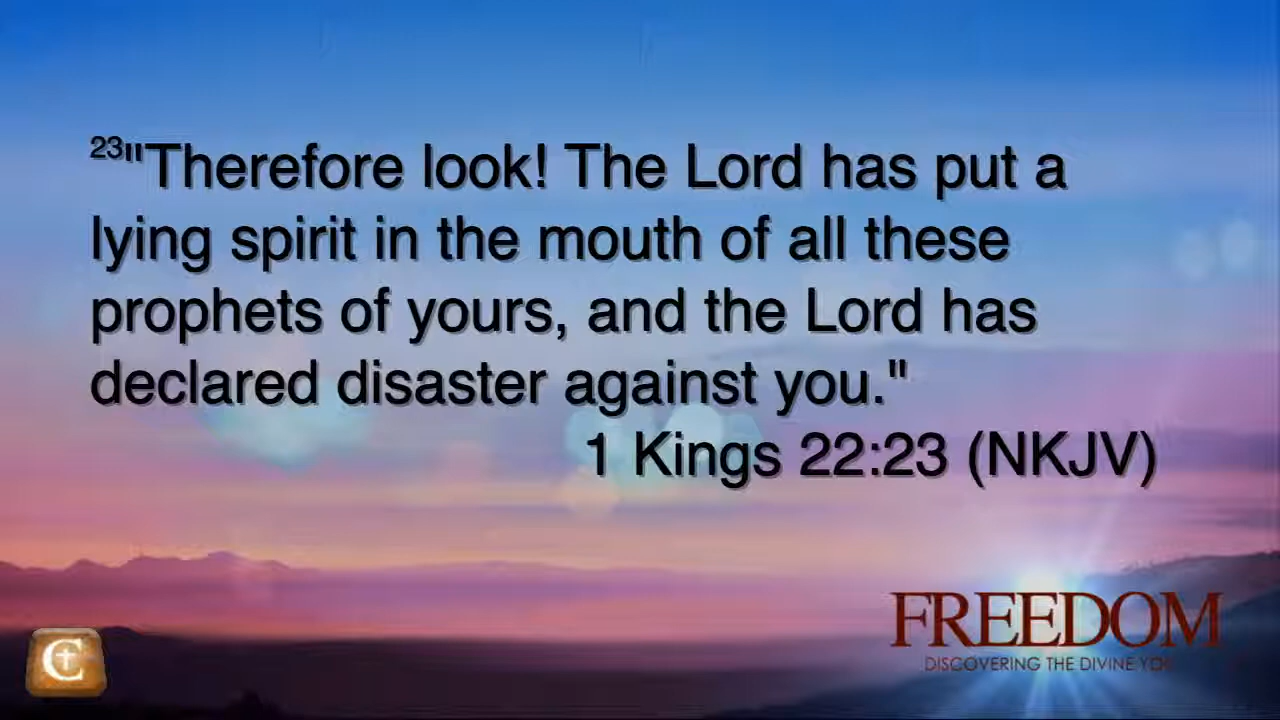 23"Therefore look! The Lord has put a
lying spirit in the mouth of all these
prophets of yours, and the Lord has
declared disaster against you."
1 Kings 22:23 (NKJV)
FREEDOM
DISCOVERING THE DIVINE YOU
C